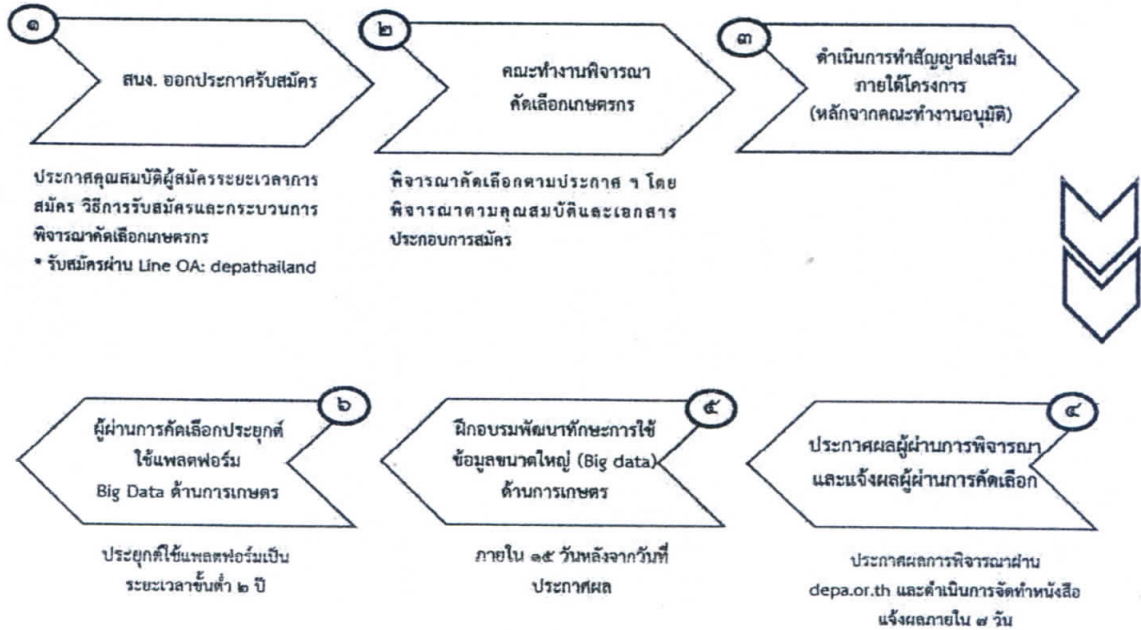 ๑
สนง. ออกประกาศรับสมัคร
ประกาศคุณสมบัติผู้สมัครระยะเวลาการ
สมัคร วิธีการรับสมัครและกระบวนการ
พิจารณาคัดเลือกเกษตรกร
* รับสมัครผ่าน Line OA: depathailand
๒
คณะทำงานพิจารณา
คัดเลือกเกษตรกร
พิจารณาคัดเลือกตามประกาศ ฯ โดย
พิจารณาตามคุณสมบัติและเอกสาร
ประกอบการสมัคร
๓
ดำเนินการทำสัญญาส่งเสริม
ภายใต้โครงการ
(หลักจากคณะทำงานอนุมัติ)
๔
ประกาศผลผู้ผ่านการพิจารณา
และแจ้งผลผู้ผ่านการคัดเลือก
ประกาศผลการพิจารณาผ่าน
depa.or.th และดำเนินการจัดทำหนังสือ
แจ้งผลภายใน ๗ วัน
๕
ฝึกอบรมพัฒนาทักษะการใช้
ข้อมูลขนาดใหญ่ (Big data)
ด้านการเกษตร
ภายใน ๑๕ วันหลังจากวันที่
ประกาศผล
๖
ผู้ผ่านการคัดเลือกประยุกต์
ใช้แพลตฟอร์ม
Big Data ด้านการเกษตร
ประยุกต์ใช้แพลตฟอร์มเป็น
ระยะเวลาขั้นต่ำ ๒ ปี